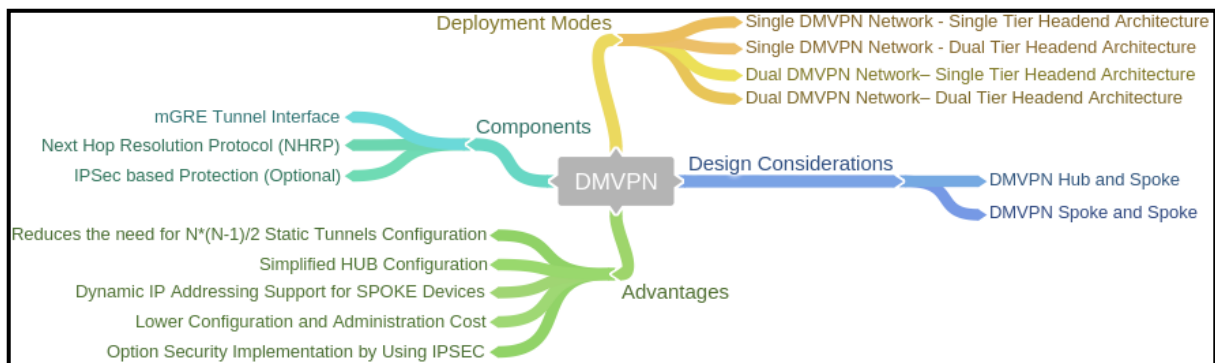 Deployment Modes
Single DMVPN Network - Single Tier Headend Architecture
Single DMVPN Network - Dual Tier Headend Architecture
Dual DMVPN Network– Single Tier Headend Architecture
Dual DMVPN Network– Dual Tier Headend Architecture
Components
mGRE Tunnel Interface
Next Hop Resolution Protocol (NHRP)
IPSec based Protection (Optional)
DMVPN
Design Considerations
DMVPN Hub and Spoke
DMVPN Spoke and Spoke
Advantages
Reduces the need for N*(N-1)/2 Static Tunnels Configuration
Simplified HUB Configuration
Dynamic IP Addressing Support for SPOKE Devices
Lower Configuration and Administration Cost
Option Security Implementation by Using IPSEC